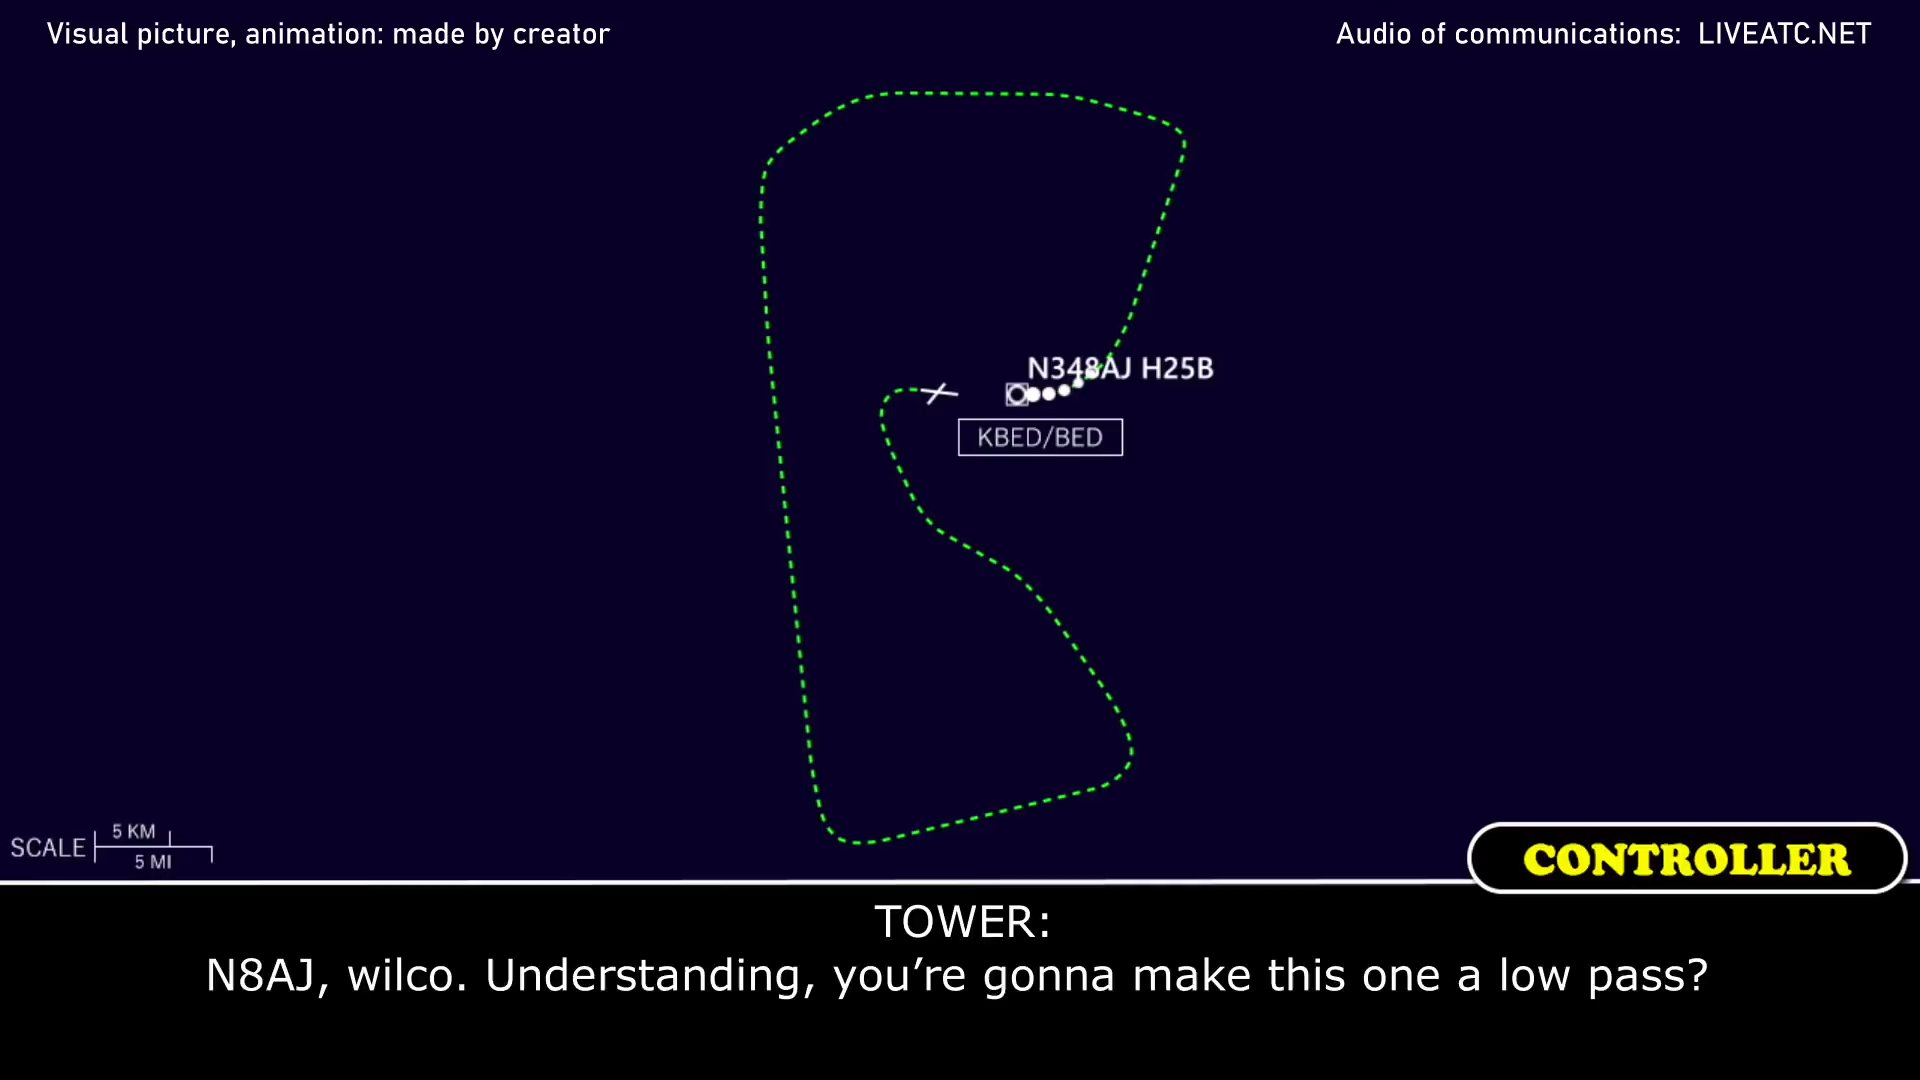 Visual picture, animation: made by creator
Audio of communications: LIVEATC.NET
N348AJ H25B
KBED/BED
5 KM
SCALE
5 MI
CONTROLLER
TOWER:
N8AJ, wilco. Understanding, you’re gonna make this one a low pass?